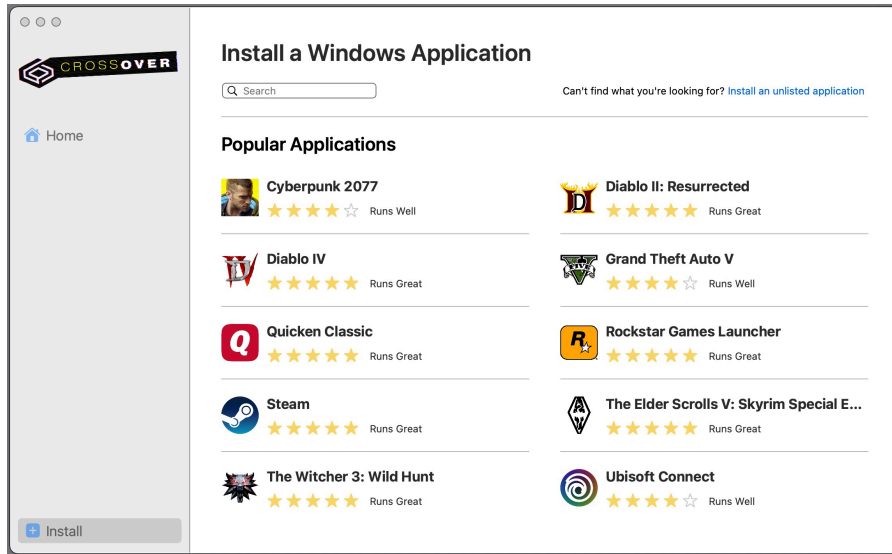 CROSSOVER
Home
Install
Install a Windows Application
Search
Can't find what you're looking for? Install an unlisted application
Popular Applications
Cyberpunk 2077
Runs Well
Diablo II: Resurrected
Runs Great
Diablo IV
Runs Great
Grand Theft Auto V
Runs Well
Quicken Classic
Runs Great
Rockstar Games Launcher
Runs Great
Steam
Runs Great
The Elder Scrolls V: Skyrim Special E...
Runs Great
The Witcher 3: Wild Hunt
Runs Great
Ubisoft Connect
Runs Well